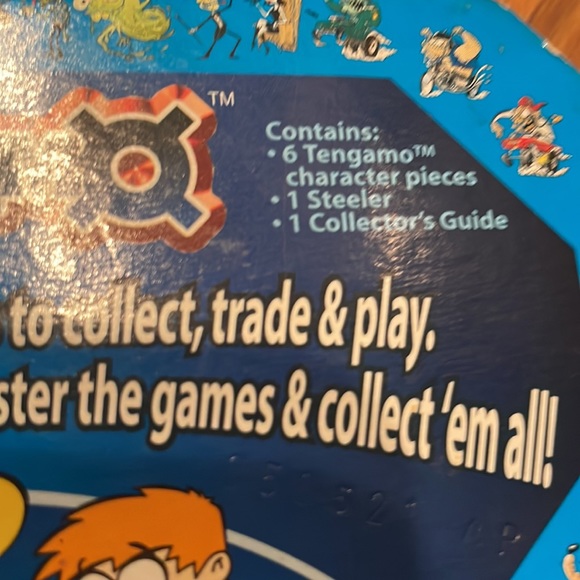 TM
Contains:
• 6 Tengamo™
character pieces
• 1 Steeler
• 1 Collector's Guide
to collect, trade & play.
the games & collect 'em all!